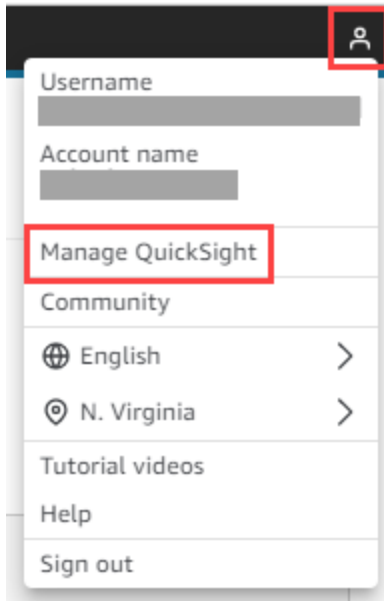 Username
Account name
Manage QuickSight
Community
English
N. Virginia
Tutorial videos
Help
Sign out